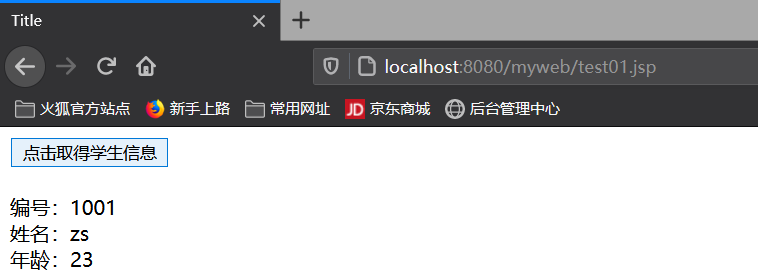 Title
localhost:8080/myweb/test01.jsp
火狐官方站点 新手上路 常用网址 JD 京东商城 后台管理中心
点击取得学生信息
编号：1001
姓名：zs
年龄：23